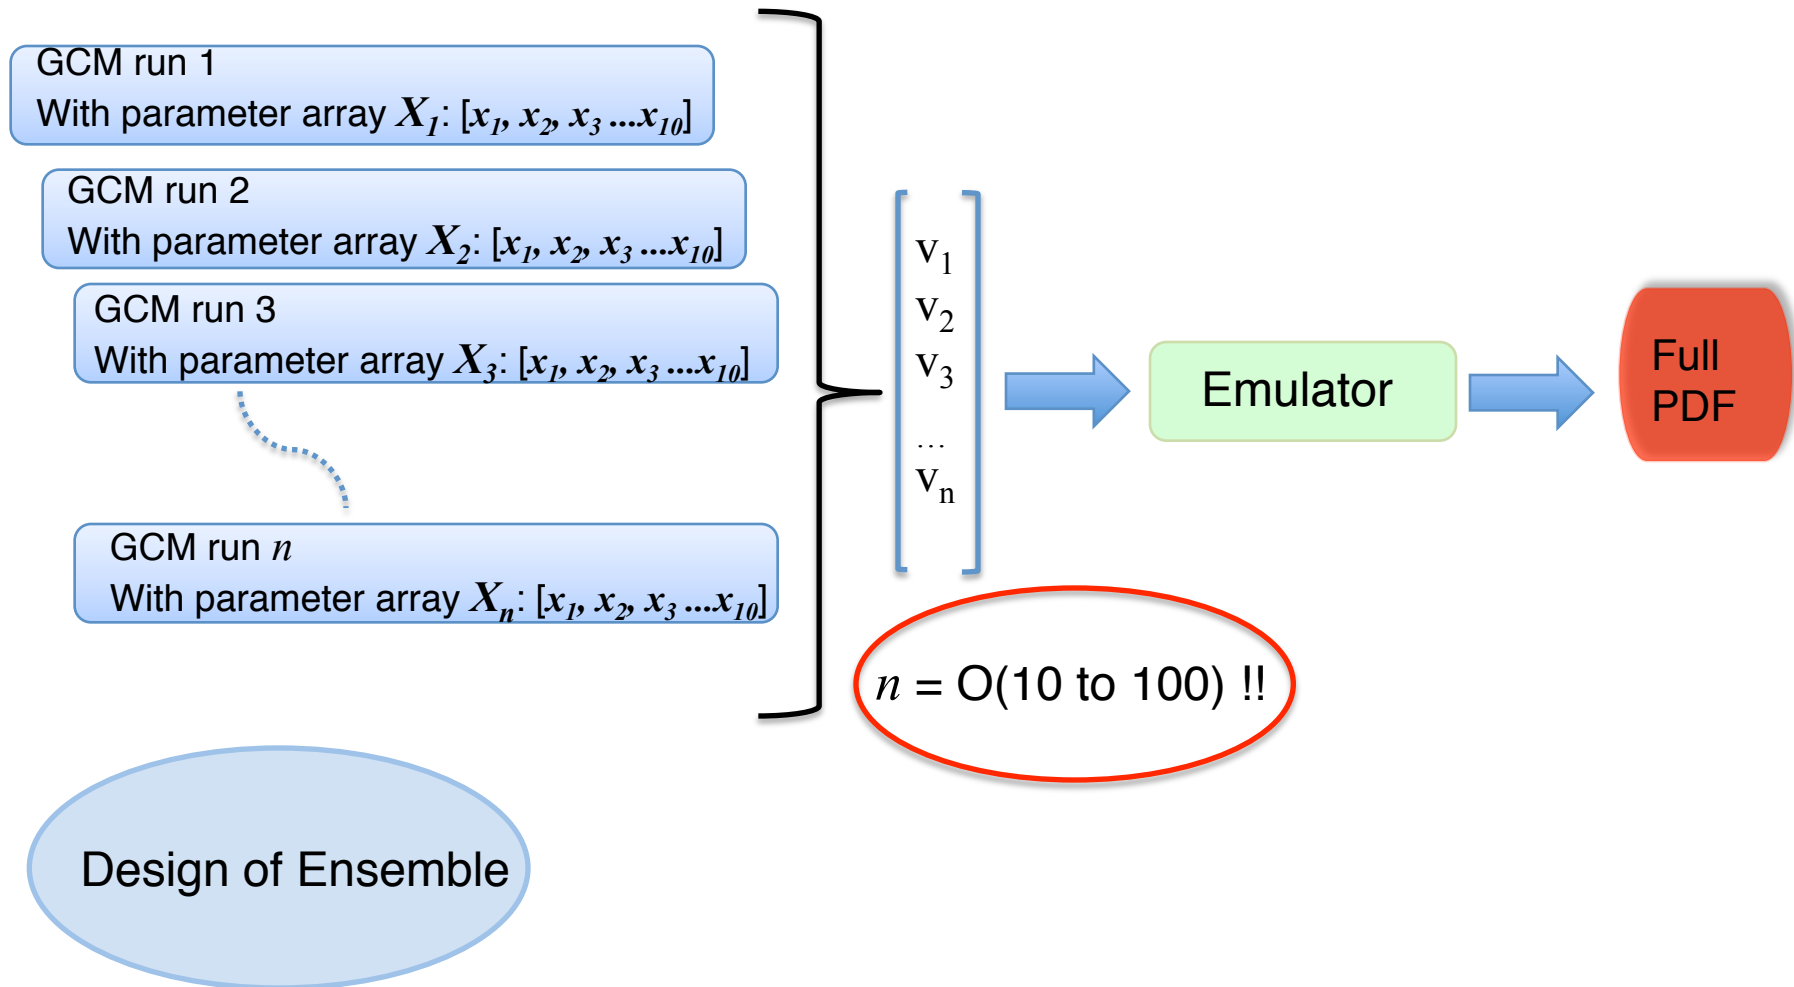 GCM run 1
With parameter array X1: [x1, x2, x3 ...x10]
GCM run 2
With parameter array X2: [x1, x2, x3 ...x10]
GCM run 3
With parameter array X3: [x1, x2, x3 ...x10]
GCM run n
With parameter array Xn: [x1, x2, x3 ...x10]
v1
v2
v3
...
vn
Emulator
Full
PDF
n = O(10 to 100) !!
Design of Ensemble